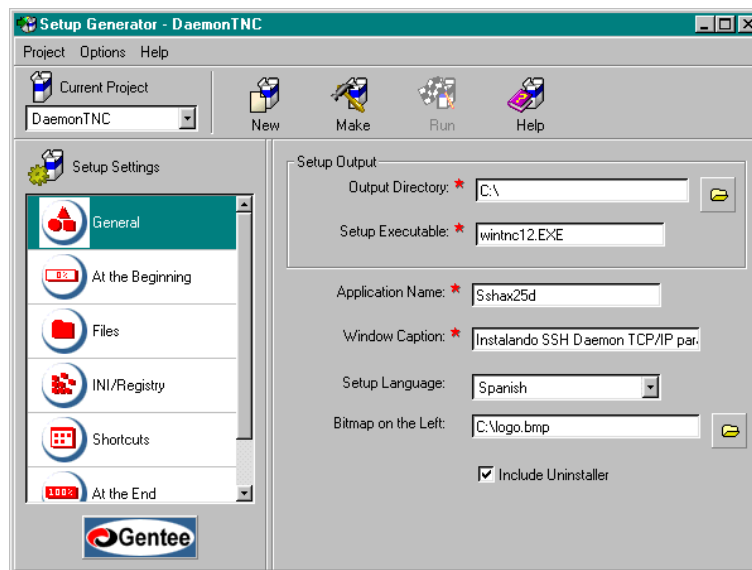 Setup Generator - DaemonTNC
Project Options Help
Current Project
DaemonTNC
New
Make
Run
Help
Setup Settings
General
0%
At the Beginning
Files
INI/Registry
Shortcuts
100%
At the End
Gentee
Setup Output
Output Directory: * C:\
Setup Executable: * wintnc12.EXE
Application Name: * Sshax25d
Window Caption: * Instalando SSH Daemon TCP/IP par
Setup Language: Spanish
Bitmap on the Left: C:\logo.bmp
Include Uninstaller